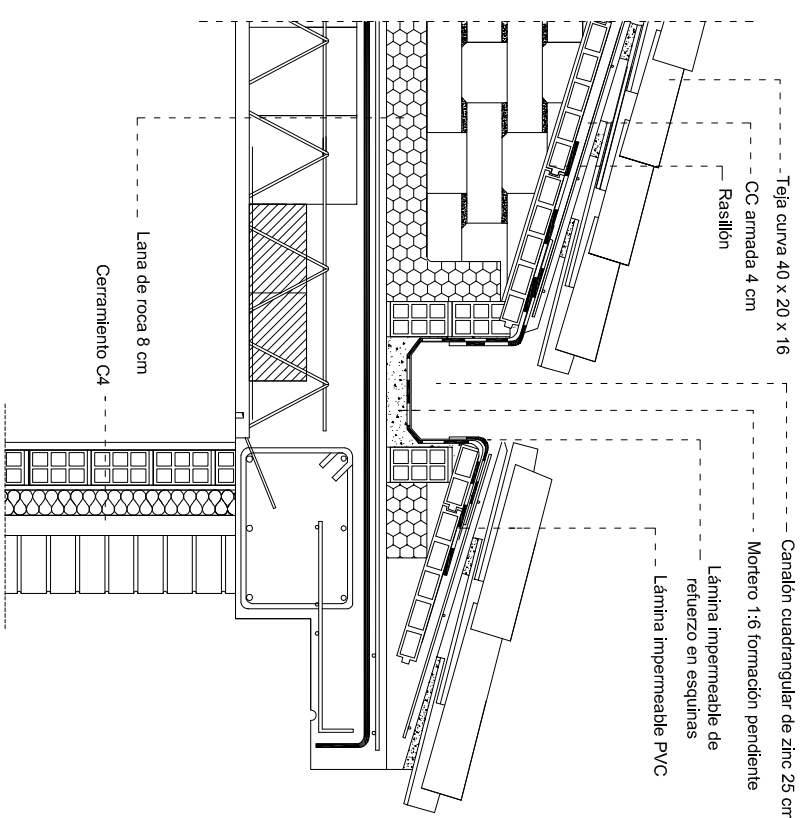 Teja curva 40 x 20 x 16
CC armada 4 cm
Rasillón
Lana de roca 8 cm
Cerramiento C4
Canalón cuadrangular de zinc 25 cm
Mortero 1:6 formación pendiente
Lámina impermeable de
refuerzo en esquinas
Lámina impermeable PVC